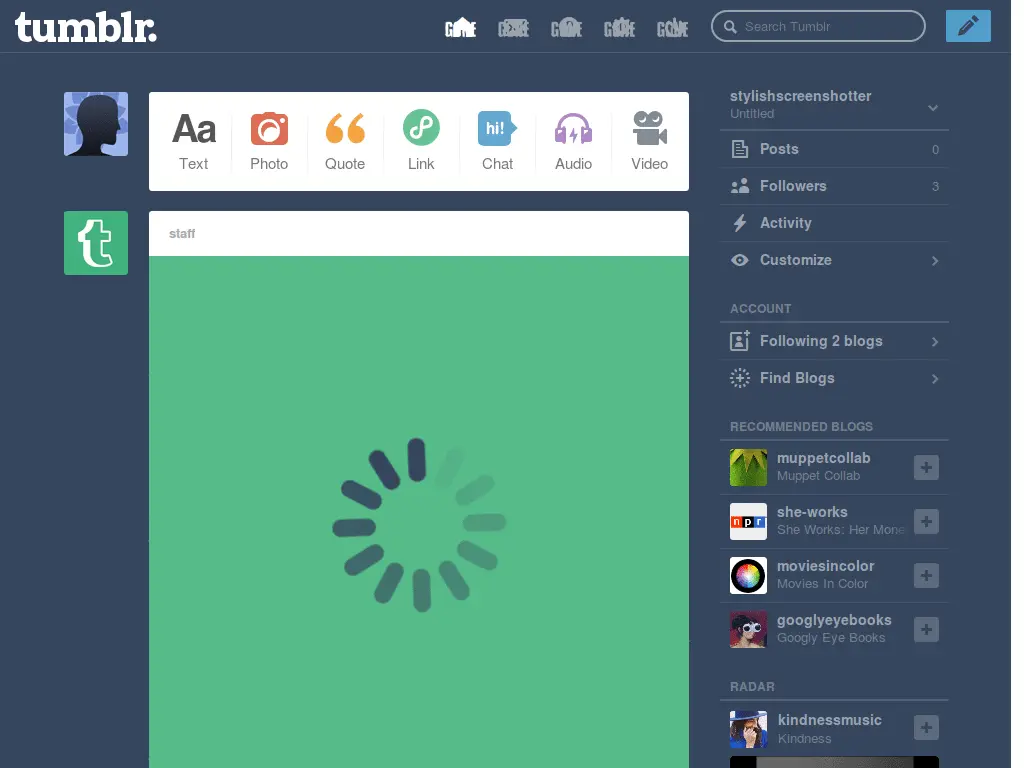 tumblr.
Search Tumblr
Aa
hi!
Text
Photo
Quote
Link
Chat
Audio
Video
t
staff
stylishscreenshotter
Untitled
Posts 0
Followers 3
Activity
Customize
ACCOUNT
Following 2 blogs
Find Blogs
RECOMMENDED BLOGS
muppetcollab
Muppet Collab
npr
she-works
She Works: Her Mone
moviesincolor
Movies In Color
googlyeyebooks
Googly Eye Books
RADAR
kindnessmusic
Kindness